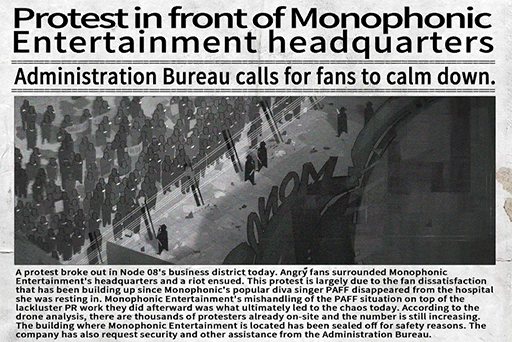 Protest in front of Monophonic
Entertainment headquarters
Administration Bureau calls for fans to calm down.
MONO
A protest broke out in Node 08's business district today. Angry fans surrounded Monophonic
Entertainment's headquarters and a riot ensued. This protest is largely due to the fan dissatisfaction
that has been building up since Monophonic's popular diva singer PAFF disappeared from the hospital
she was resting in. Monophonic Entertainment's mishandling of the PAFF situation on top of the
lackluster PR work they did afterward was what ultimately led to the chaos today. According to the
drone analysis, there are thousands of protesters already on-site and the number is still increasing.
The building where Monophonic Entertainment is located has been sealed off for safety reasons. The
company has also request security and other assistance from the Administration Bureau.